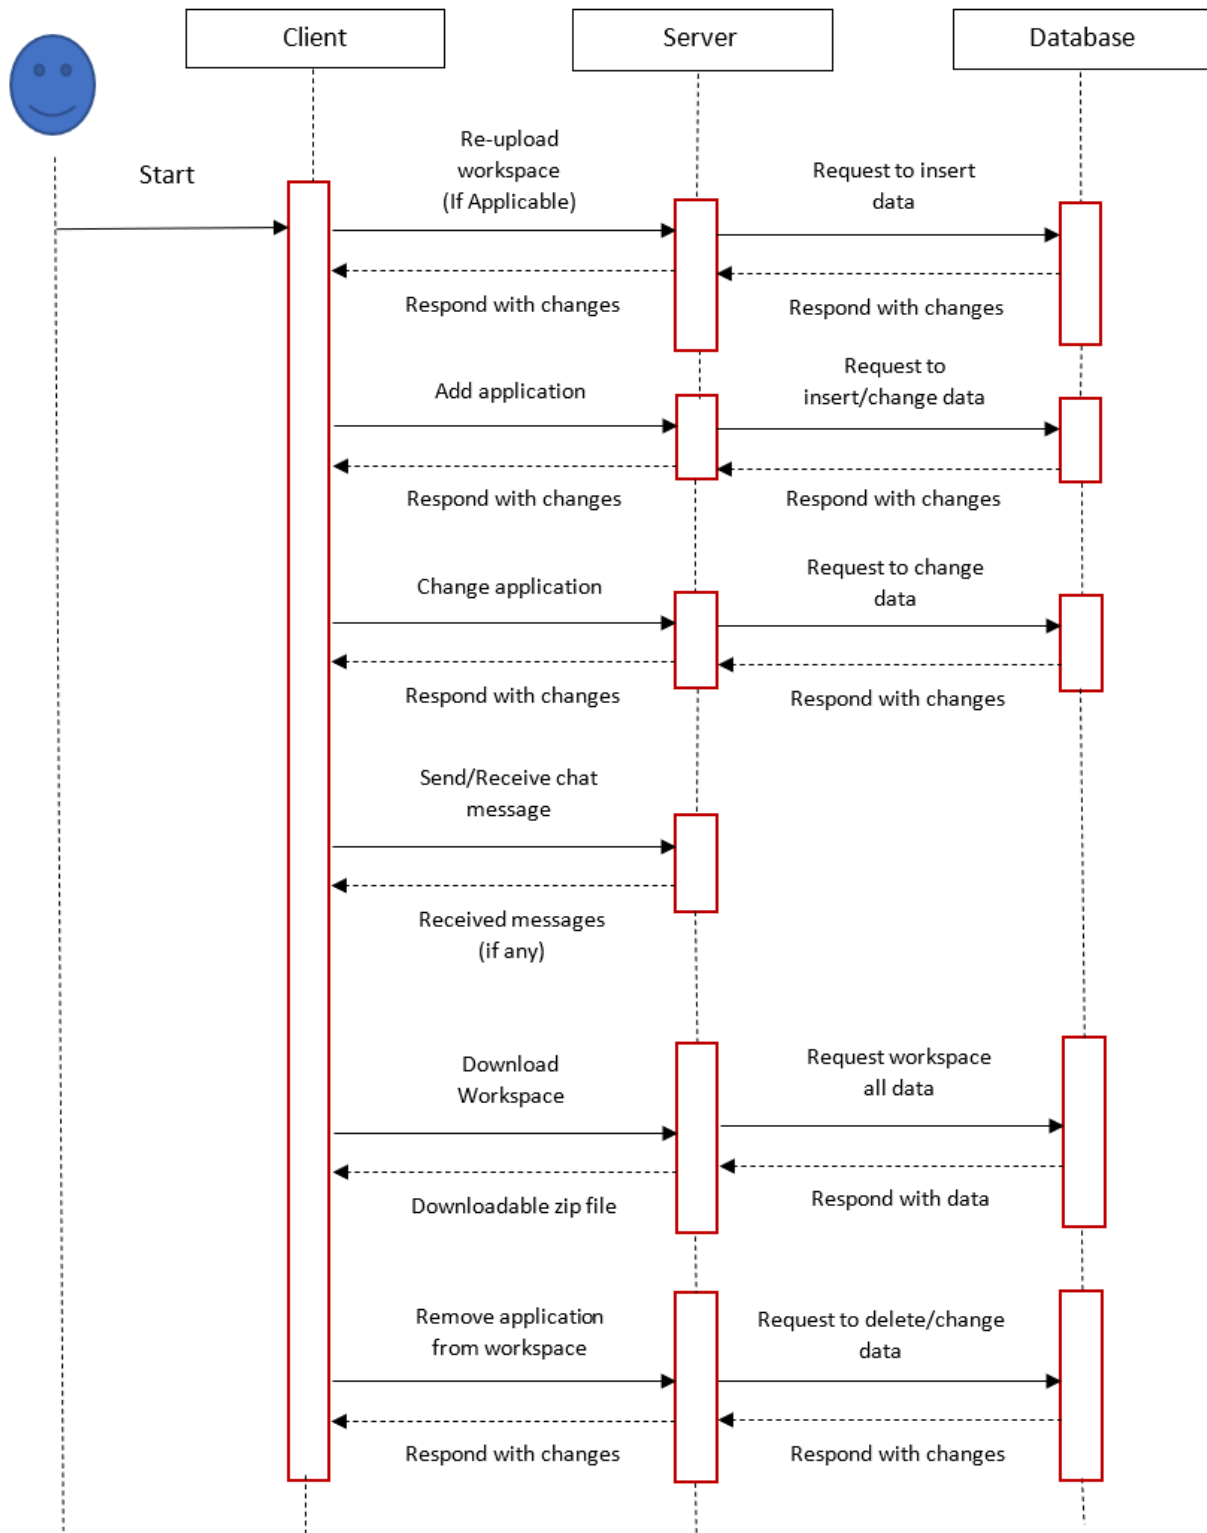 Client
Server
Database
Start
Re-upload
workspace
(If Applicable)
Request to insert
data
Respond with changes
Respond with changes
Add application
Request to
insert/change data
Respond with changes
Respond with changes
Change application
Request to change
data
Respond with changes
Respond with changes
Send/Receive chat
message
Received messages
(if any)
Download
Workspace
Request workspace
all data
Downloadable zip file
Respond with data
Remove application
from workspace
Request to delete/change
data
Respond with changes
Respond with changes